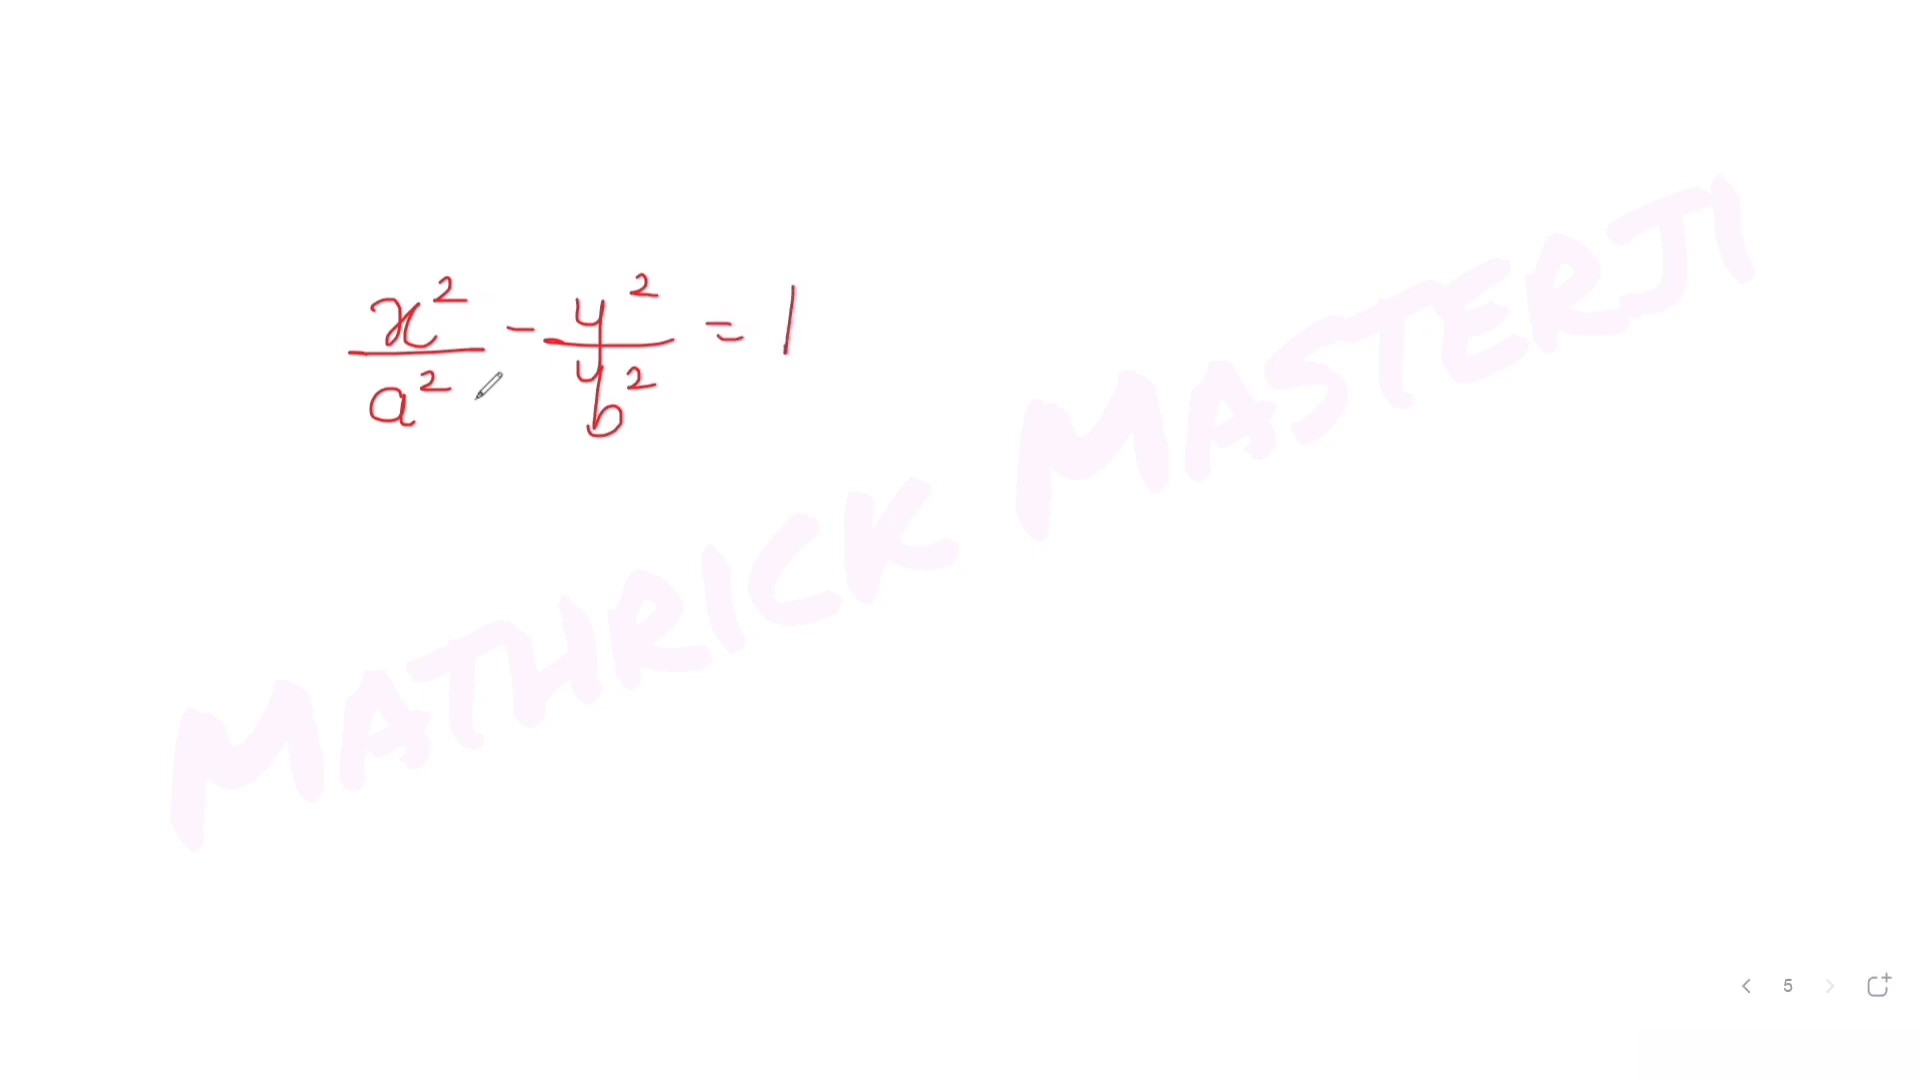 x²/a² - y²/b² = 1
MATHRICK MASTERJI
5